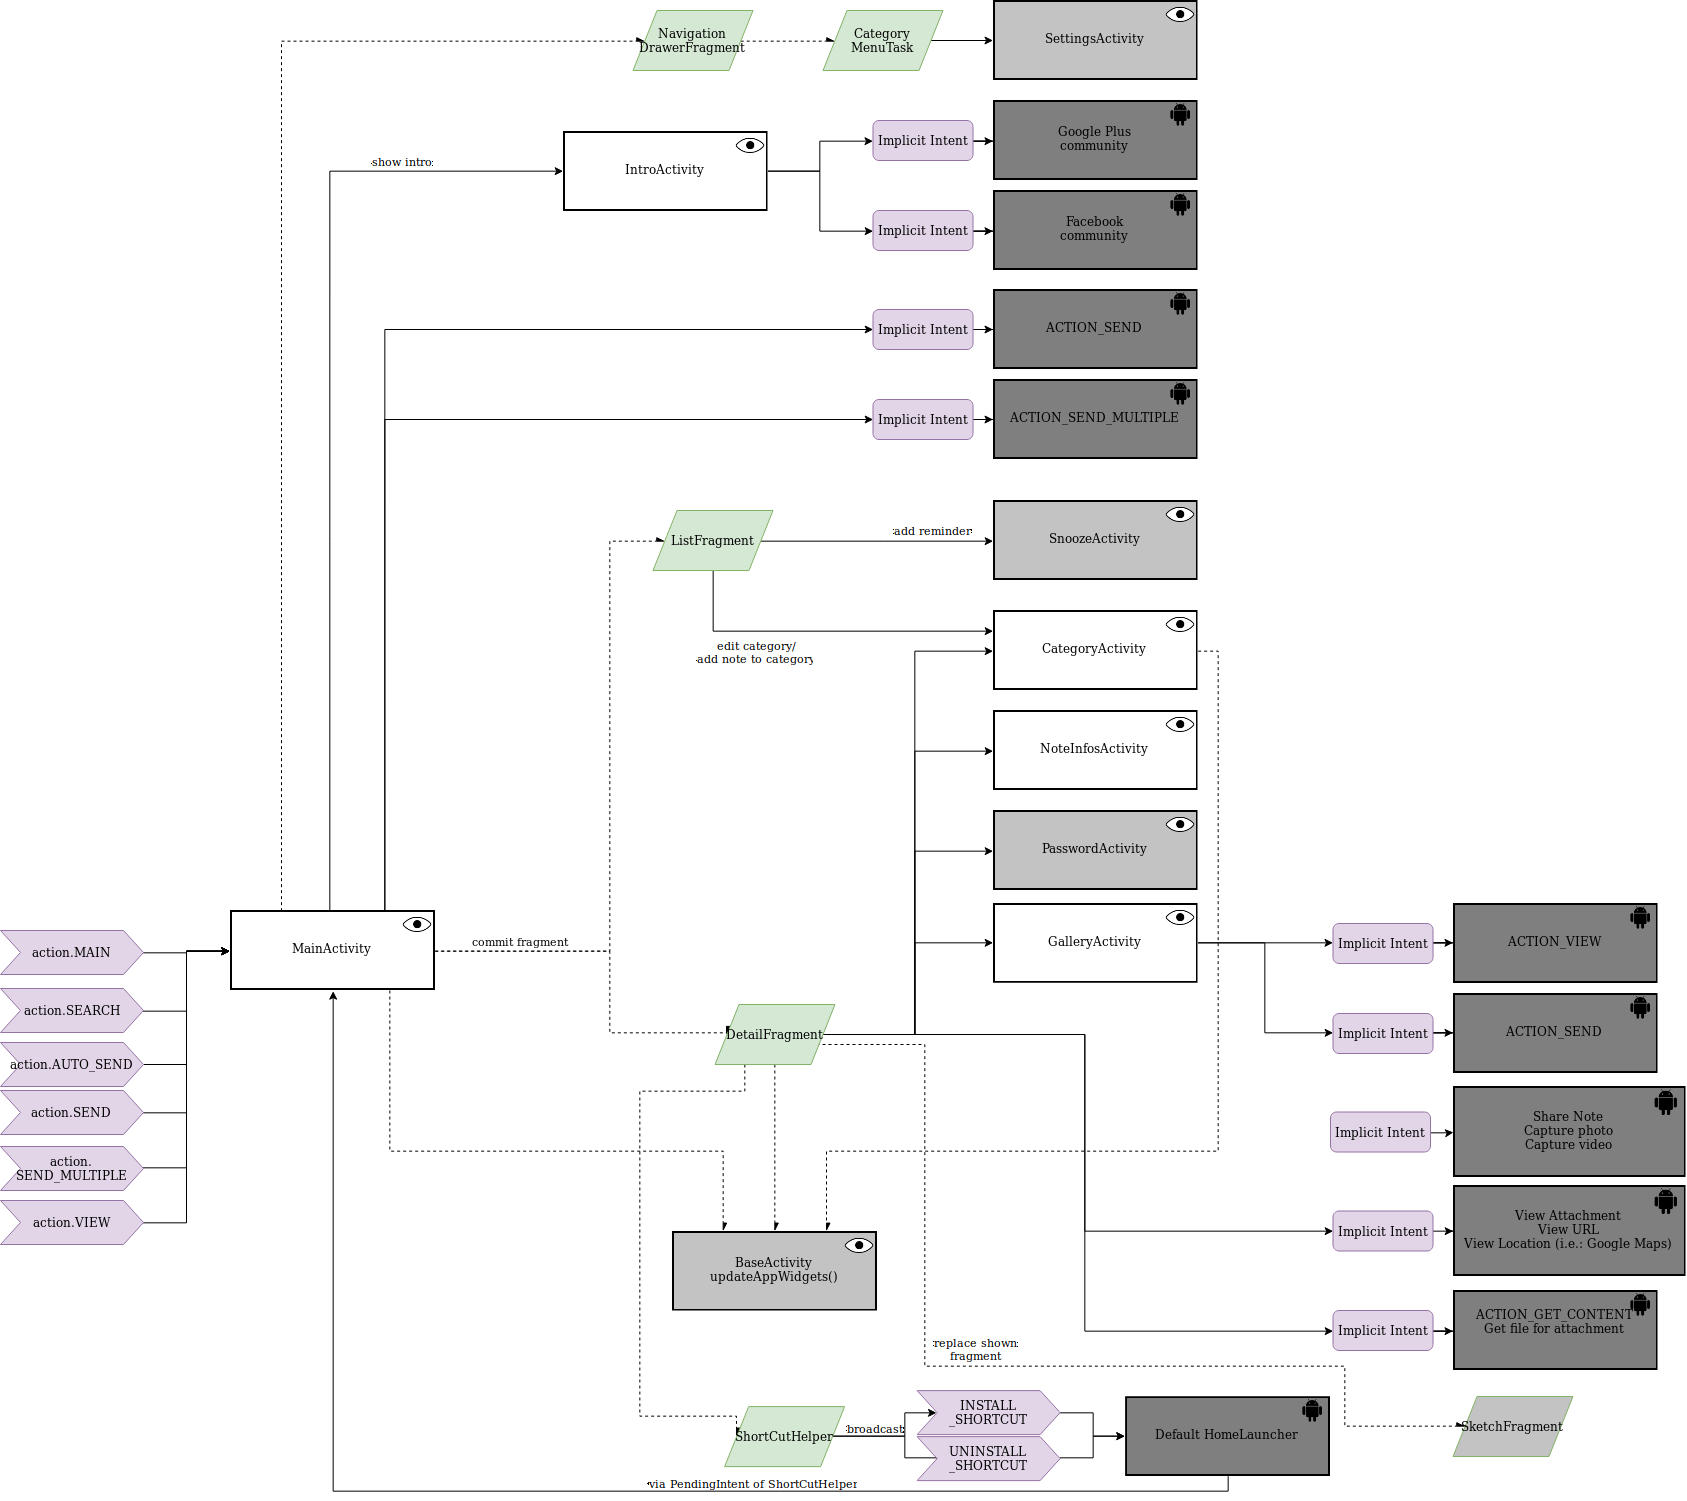 Navigation
DrawerFragment
Category
MenuTask
SettingsActivity
Google Plus
community
Implicit Intent
show intro
IntroActivity
Facebook
community
Implicit Intent
Implicit Intent
ACTION_SEND
Implicit Intent
ACTION_SEND_MULTIPLE
ListFragment
add reminder
SnoozeActivity
edit category/
add note to category
CategoryActivity
NoteInfosActivity
PasswordActivity
MainActivity
commit fragment
GalleryActivity
Implicit Intent
ACTION_VIEW
action.MAIN
action.SEARCH
action.AUTO_SEND
action.SEND
action.
SEND_MULTIPLE
action.VIEW
DetailFragment
Implicit Intent
ACTION_SEND
Implicit Intent
Share Note
Capture photo
Capture video
Implicit Intent
View Attachment
View URL
View Location (i.e.: Google Maps)
BaseActivity
updateAppWidgets()
Implicit Intent
ACTION_GET_CONTENT
Get file for attachment
replace shown
fragment
ShortCutHelper
broadcast
INSTALL
_SHORTCUT
UNINSTALL
_SHORTCUT
Default HomeLauncher
SketchFragment
via PendingIntent of ShortCutHelper